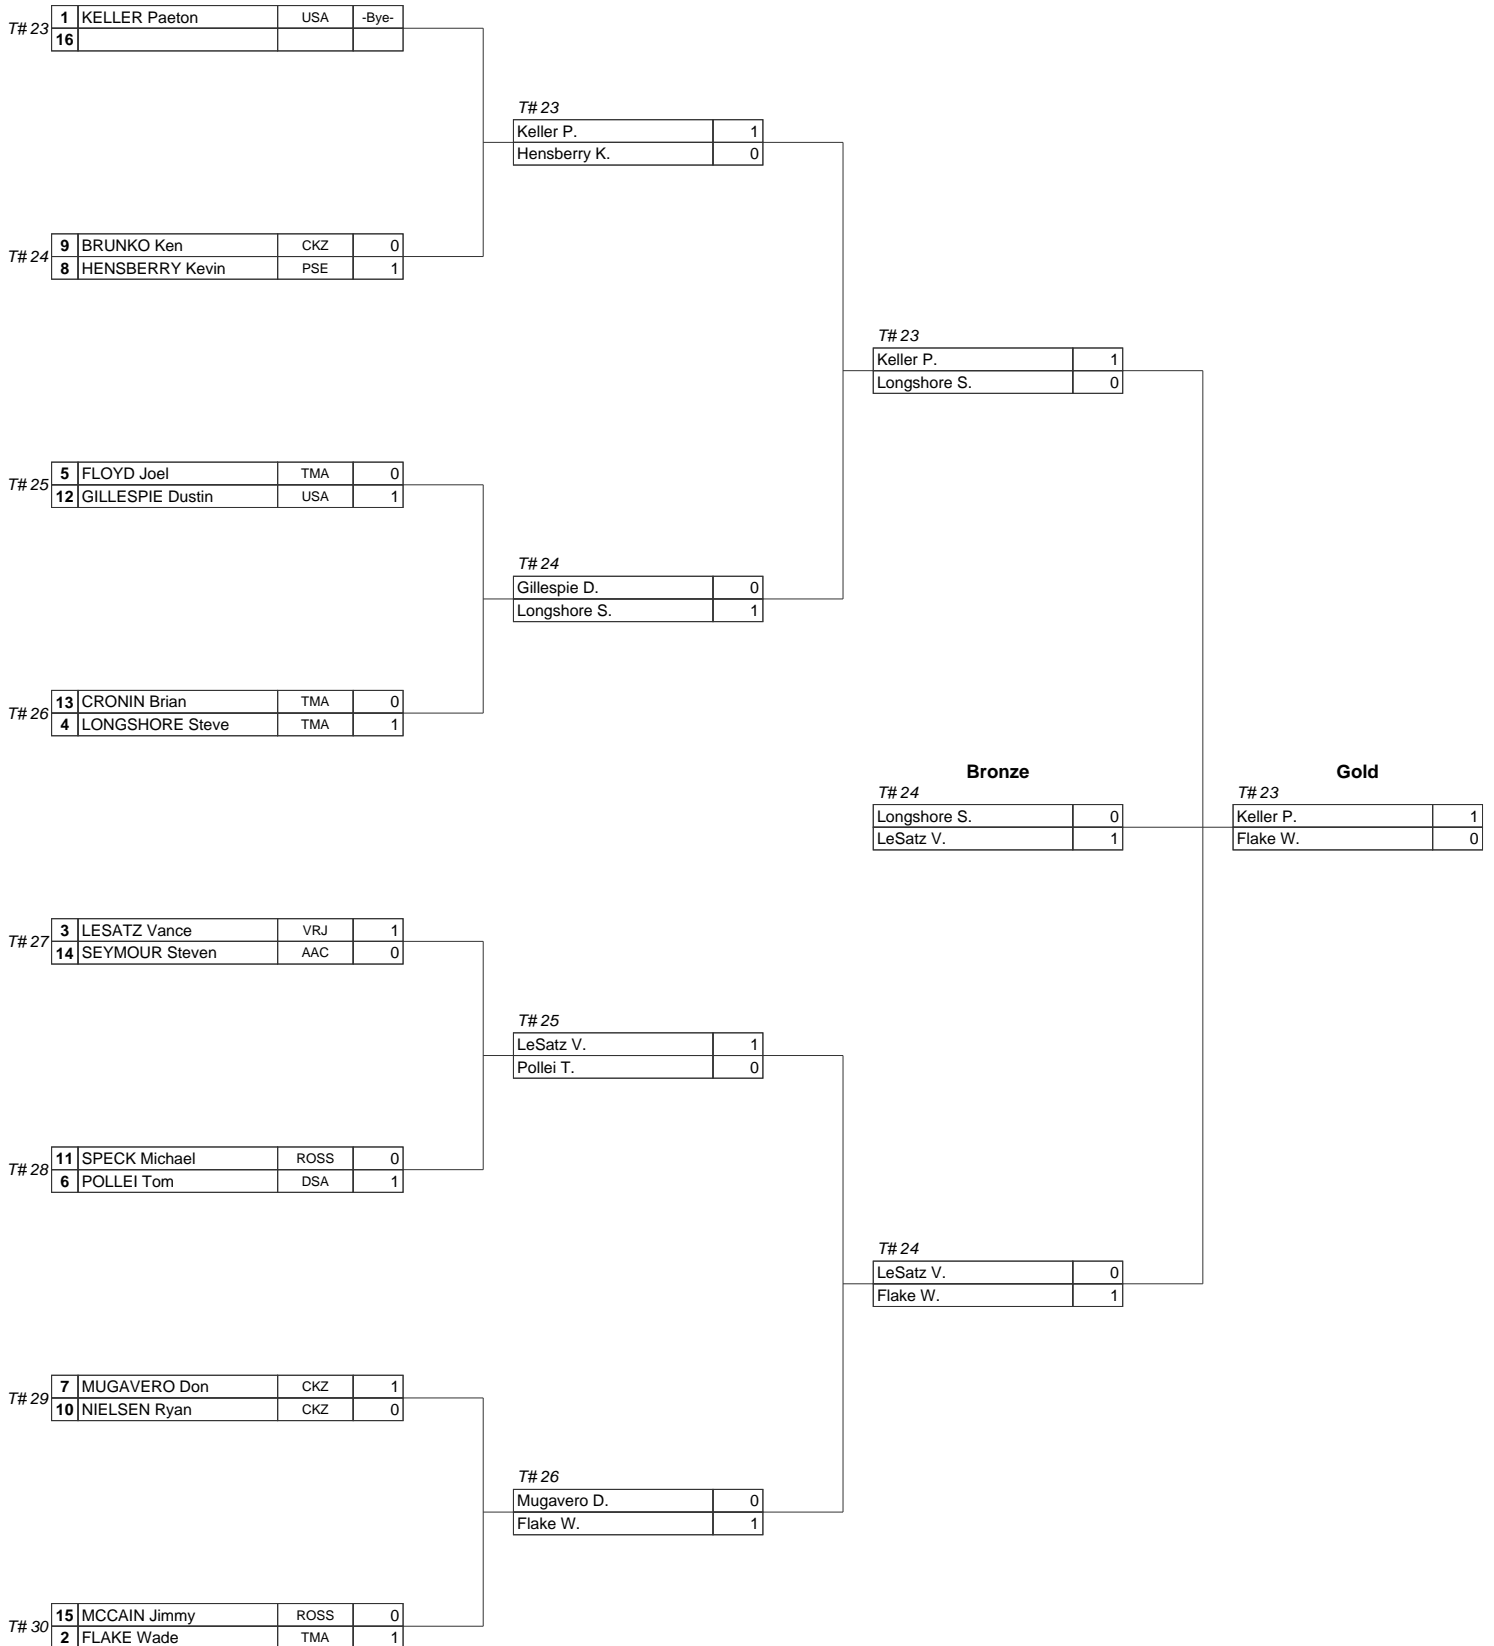 T# 23
1 KELLER Paeton USA -Bye-
16
T# 23
Keller P. 1
Hensberry K. 0
T# 24
9 BRUNKO Ken CKZ 0
8 HENSBERRY Kevin PSE 1
T# 23
Keller P. 1
Longshore S. 0
T# 25
5 FLOYD Joel TMA 0
12 GILLESPIE Dustin USA 1
T# 24
Gillespie D. 0
Longshore S. 1
T# 26
13 CRONIN Brian TMA 0
4 LONGSHORE Steve TMA 1
Bronze
T# 24
Longshore S. 0
LeSatz V. 1
Gold
T# 23
Keller P. 1
Flake W. 0
T# 27
3 LESATZ Vance VRJ 1
14 SEYMOUR Steven AAC 0
T# 25
LeSatz V. 1
Pollei T. 0
T# 28
11 SPECK Michael ROSS 0
6 POLLEI Tom DSA 1
T# 24
LeSatz V. 0
Flake W. 1
T# 29
7 MUGAVERO Don CKZ 1
10 NIELSEN Ryan CKZ 0
T# 26
Mugavero D. 0
Flake W. 1
T# 30
15 MCCAIN Jimmy ROSS 0
2 FLAKE Wade TMA 1